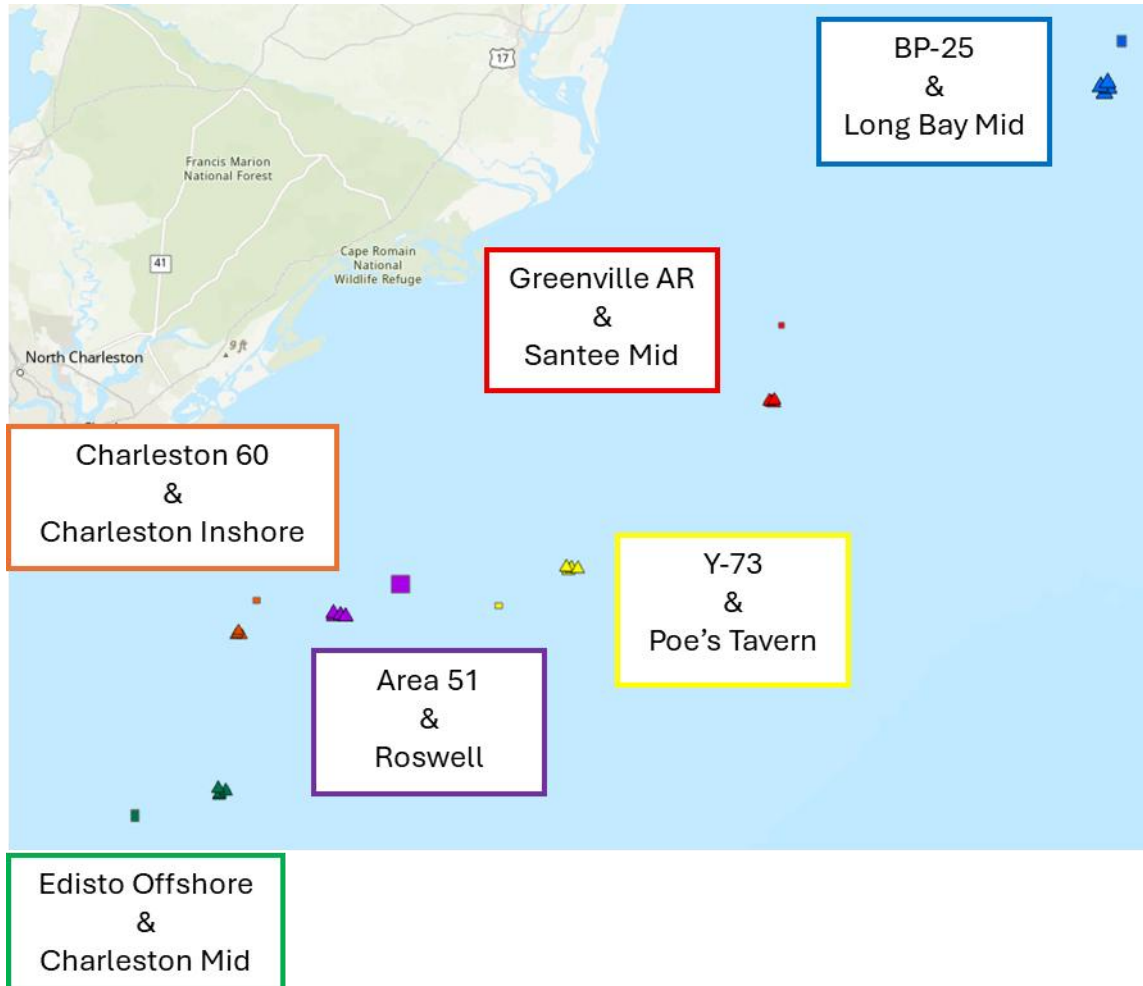 BP-25
&
Long Bay Mid
17
Francis Marion
National Forest
41
Cape Romain
National
Wildlife Refuge
Greenville AR
&
Santee Mid
9 ft
North Charleston
Charleston 60
&
Charleston Inshore
Y-73
&
Poe's Tavern
Area 51
&
Roswell
Edisto Offshore
&
Charleston Mid